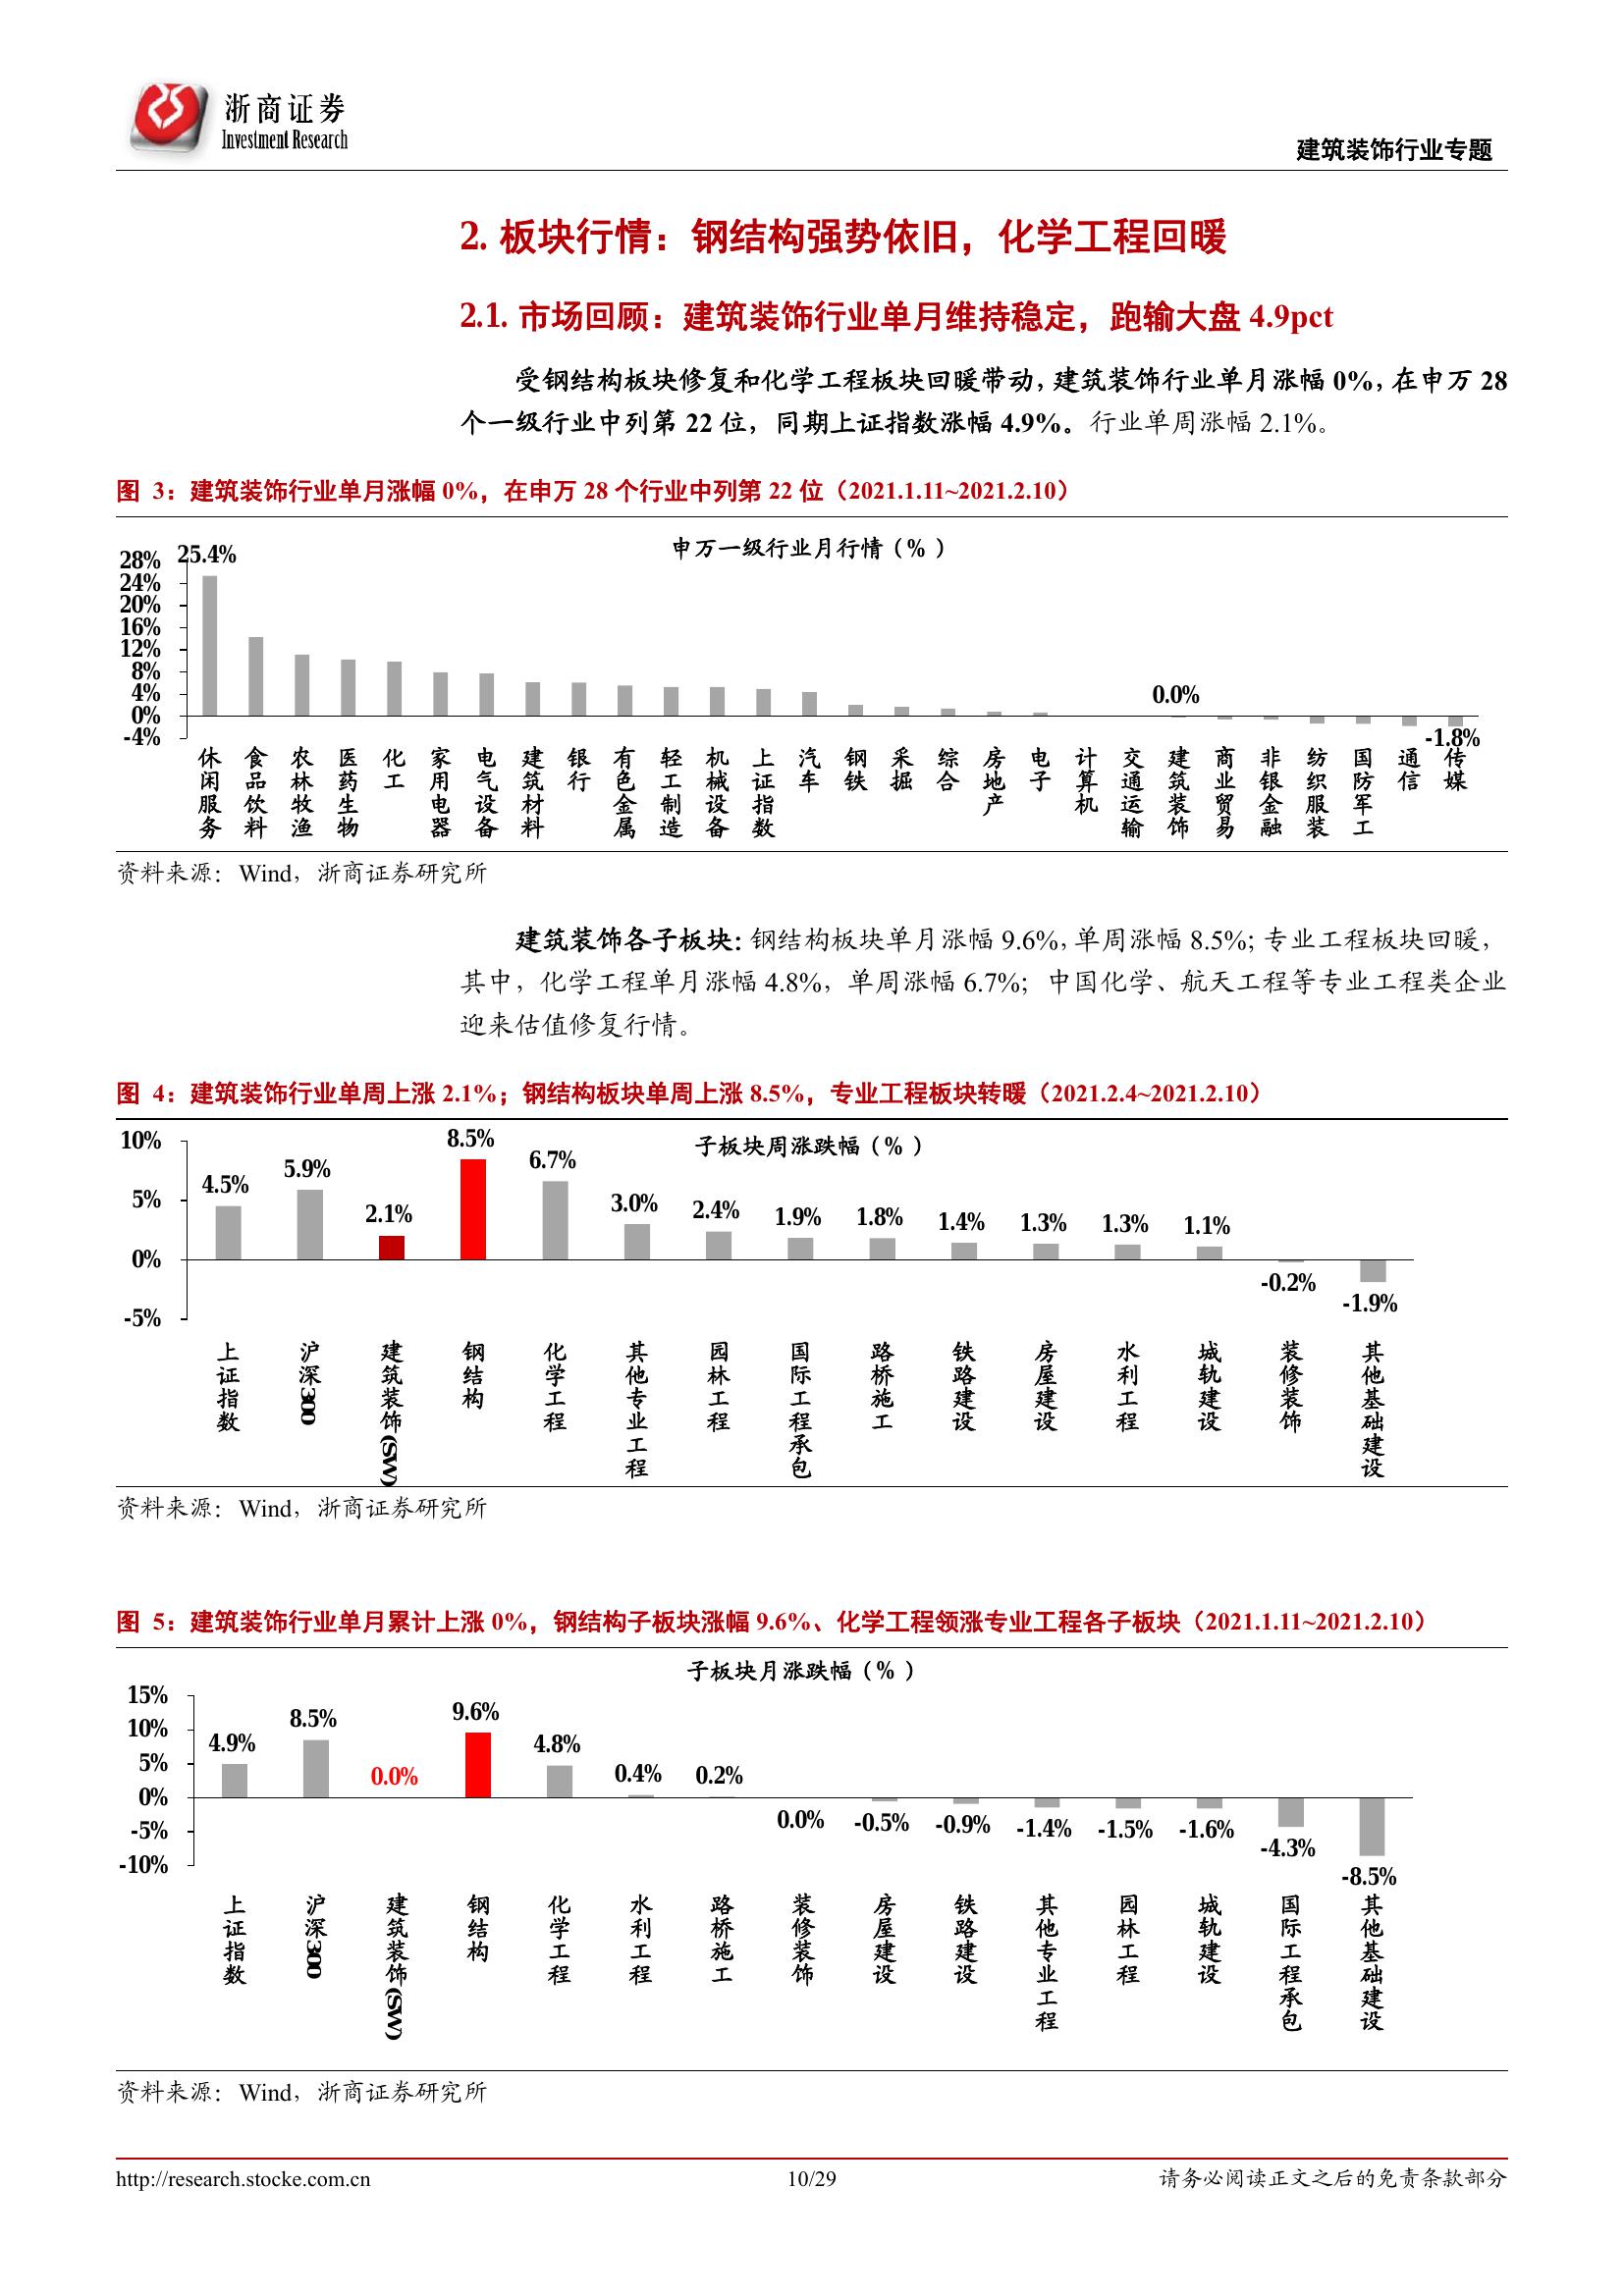 浙商证券
Investment Research
建筑装饰行业专题
2. 板块行情：钢结构强势依旧，化学工程回暖
2.1. 市场回顾：建筑装饰行业单月维持稳定，跑输大盘 4.9pct
受钢结构板块修复和化学工程板块回暖带动，建筑装饰行业单月涨幅 0%，在申万 28
个一级行业中列第 22 位，同期上证指数涨幅 4.9%。行业单周涨幅 2.1%。
图 3：建筑装饰行业单月涨幅 0%，在申万 28 个行业中列第 22 位（2021.1.11~2021.2.10）
申万一级行业月行情（%）
28%
24%
20%
16%
12%
8%
4%
0%
-4%
25.4%
0.0%
-1.8%
休闲服务
食品饮料
农林牧渔
医药生物
化工
家用电器
电气设备
建筑材料
银行
有色金属
轻工制造
机械设备
上证指数
汽车
钢铁
采掘
综合
房地产
电子
计算机
交通运输
建筑装饰
商业贸易
非银金融
纺织服装
国防军工
通信
传媒
资料来源：Wind，浙商证券研究所
建筑装饰各子板块：钢结构板块单月涨幅 9.6%，单周涨幅 8.5%；专业工程板块回暖，
其中，化学工程单月涨幅 4.8%，单周涨幅 6.7%；中国化学、航天工程等专业工程类企业
迎来估值修复行情。
图 4：建筑装饰行业单周上涨 2.1%；钢结构板块单周上涨 8.5%，专业工程板块转暖（2021.2.4~2021.2.10）
子板块周涨跌幅（%）
10%
5%
0%
-5%
4.5%
5.9%
2.1%
8.5%
6.7%
3.0%
2.4%
1.9%
1.8%
1.4%
1.3%
1.3%
1.1%
-0.2%
-1.9%
上证指数
沪深300
建筑装饰(SW)
钢结构
化学工程
其他专业工程
园林工程
国际工程承包
路桥施工
铁路建设
房屋建设
水利工程
城轨建设
装修装饰
其他基础建设
资料来源：Wind，浙商证券研究所
图 5：建筑装饰行业单月累计上涨 0%，钢结构子板块涨幅 9.6%、化学工程领涨专业工程各子板块（2021.1.11~2021.2.10）
子板块月涨跌幅（%）
15%
10%
5%
0%
-5%
-10%
4.9%
8.5%
0.0%
9.6%
4.8%
0.4%
0.2%
0.0%
-0.5%
-0.9%
-1.4%
-1.5%
-1.6%
-4.3%
-8.5%
上证指数
沪深300
建筑装饰(SW)
钢结构
化学工程
水利工程
路桥施工
装修装饰
房屋建设
铁路建设
其他专业工程
园林工程
城轨建设
国际工程承包
其他基础建设
资料来源：Wind，浙商证券研究所
http://research.stocke.com.cn
10/29
请务必阅读正文之后的免责条款部分